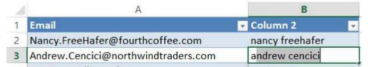 A B
1 Email Column 2
2 Nancy.FreeHafer@fourthcoffee.com nancy freehafer
3 Andrew.Cencici@northwindtraders.com andrew cencici